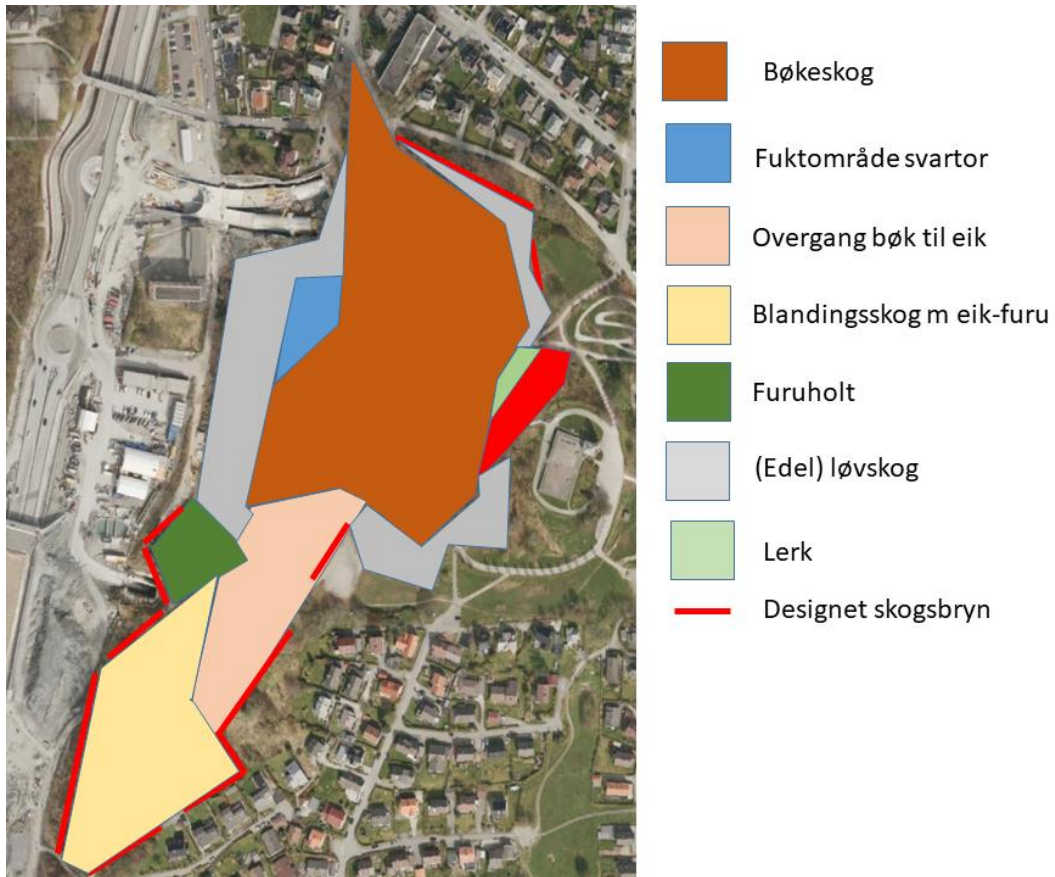 Bøkeskog
Fuktområde svartor
Overgang bøk til eik
Blandingsskog m eik-furu
Furuholt
(Edel) løvskog
Lerk
Designet skogsbryn